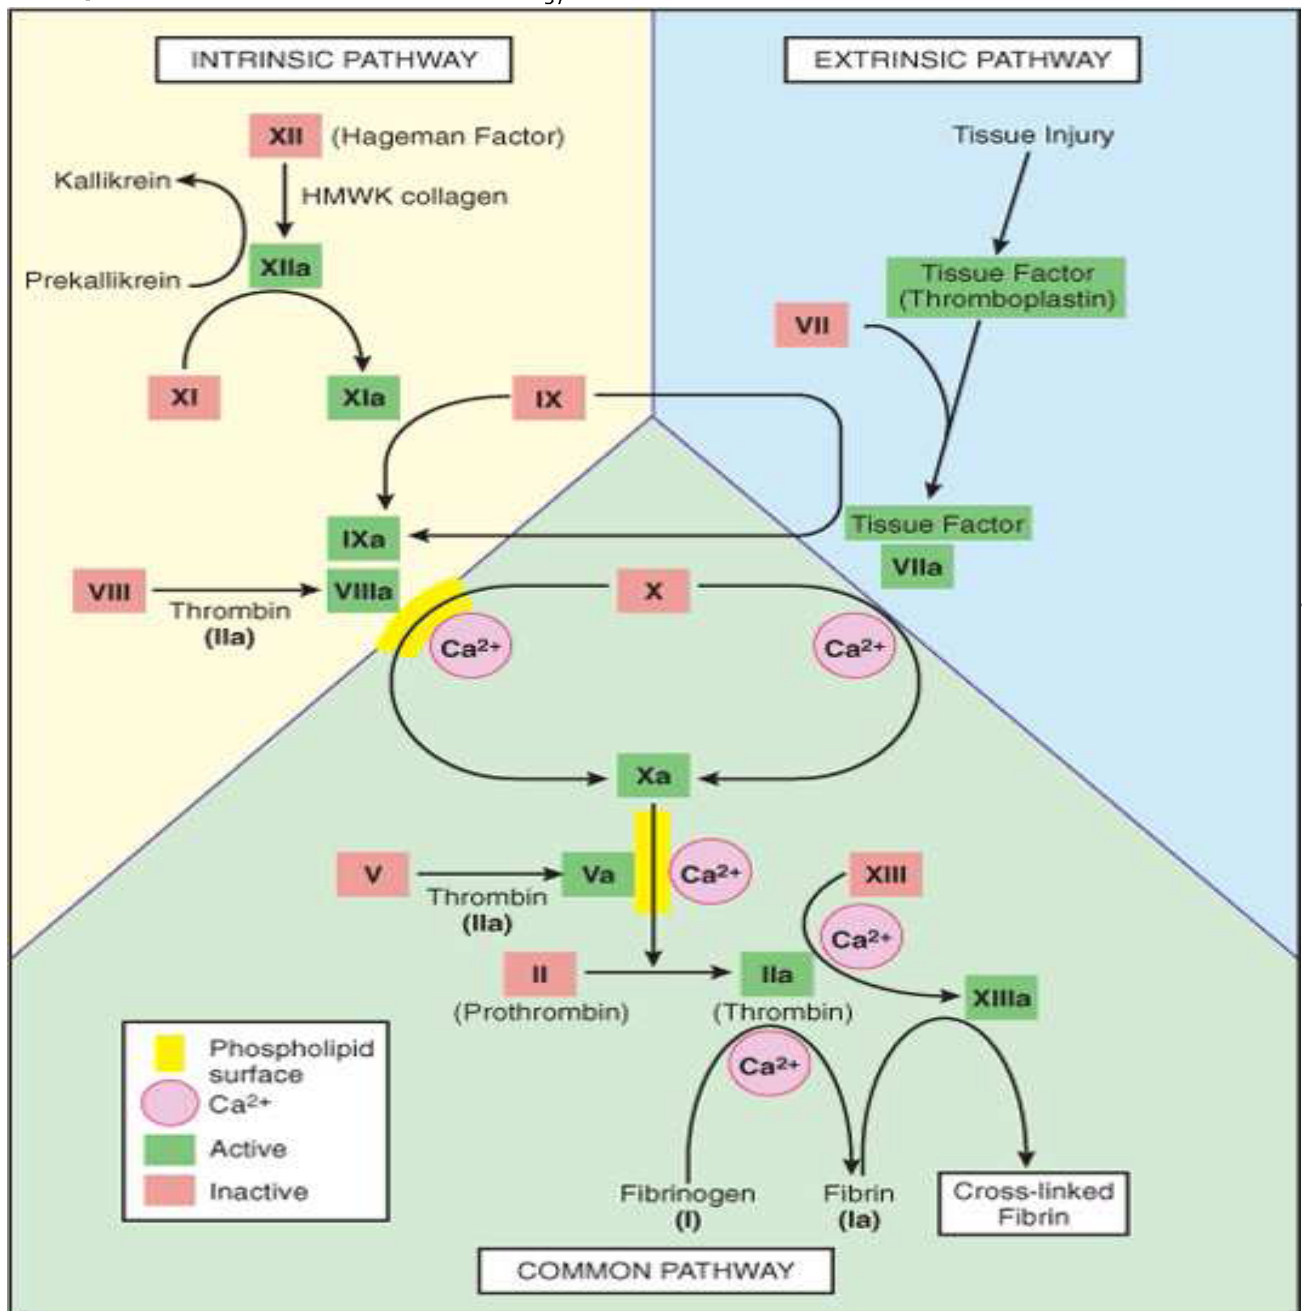 INTRINSIC PATHWAY
EXTRINSIC PATHWAY
XII (Hageman Factor)
Tissue Injury
Kallikrein
HMWK collagen
XIIa
Prekallikrein
Tissue Factor
(Thromboplastin)
VII
XI
XIa
IX
IXa
Tissue Factor
VIIa
VIII
VIIIa
Thrombin
(IIa)
X
Ca2+
Ca2+
Xa
V
Va
Ca2+
XIII
Thrombin
(IIa)
Ca2+
II
IIa
XIIIa
(Prothrombin)
(Thrombin)
Ca2+
Phospholipid
surface
Ca2+
Active
Inactive
Fibrinogen
(I)
Fibrin
(Ia)
Cross-linked
Fibrin
COMMON PATHWAY